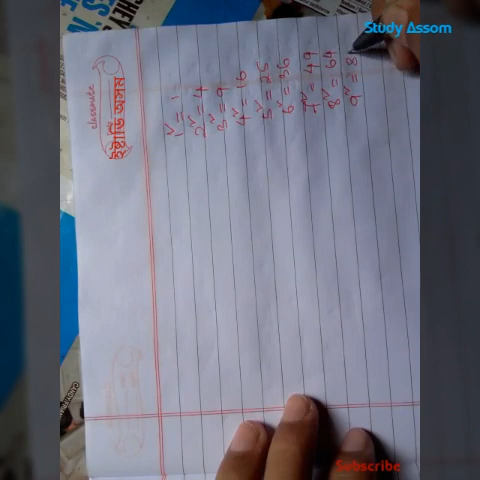 Study Assom
classmate
ষ্টাডি অসম
1² = 1
2² = 4
3² = 9
4² = 16
5² = 25
6² = 36
7² = 49
8² = 64
9² = 81
Subscribe